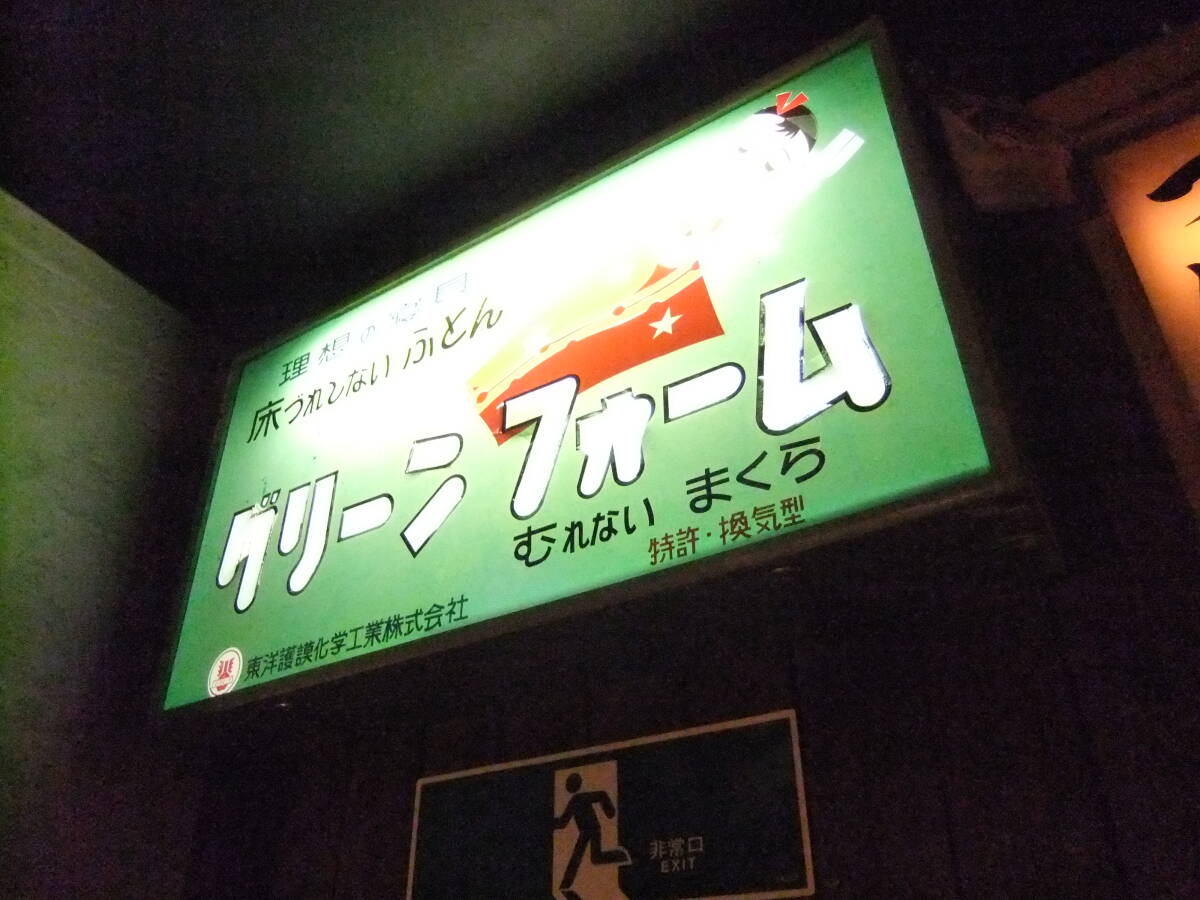 理想の寝具
床づれしないふとん
グリーンフォーム
むれない まくら
特許・換気型
東洋護謨化学工業株式会社
非常口
EXIT